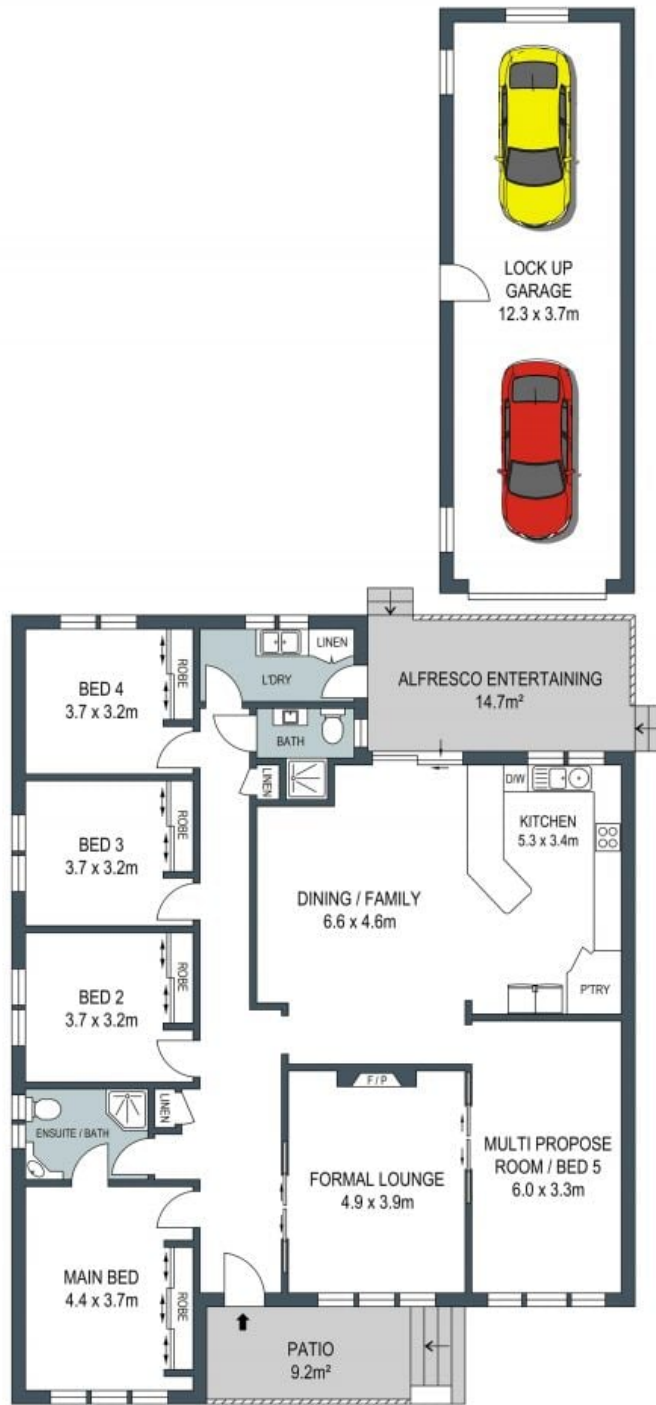 LOCK UP
GARAGE
12.3 x 3.7m
BED 4
3.7 x 3.2m
ROBE
L'DRY
LINEN
ALFRESCO ENTERTAINING
14.7m²
BATH
LINEN
D/W
KITCHEN
5.3 x 3.4m
BED 3
3.7 x 3.2m
ROBE
DINING / FAMILY
6.6 x 4.6m
P'TRY
BED 2
3.7 x 3.2m
ROBE
ENSUITE / BATH
LINEN
F / P
FORMAL LOUNGE
4.9 x 3.9m
MULTI PROPOSE
ROOM / BED 5
6.0 x 3.3m
MAIN BED
4.4 x 3.7m
ROBE
PATIO
9.2m²